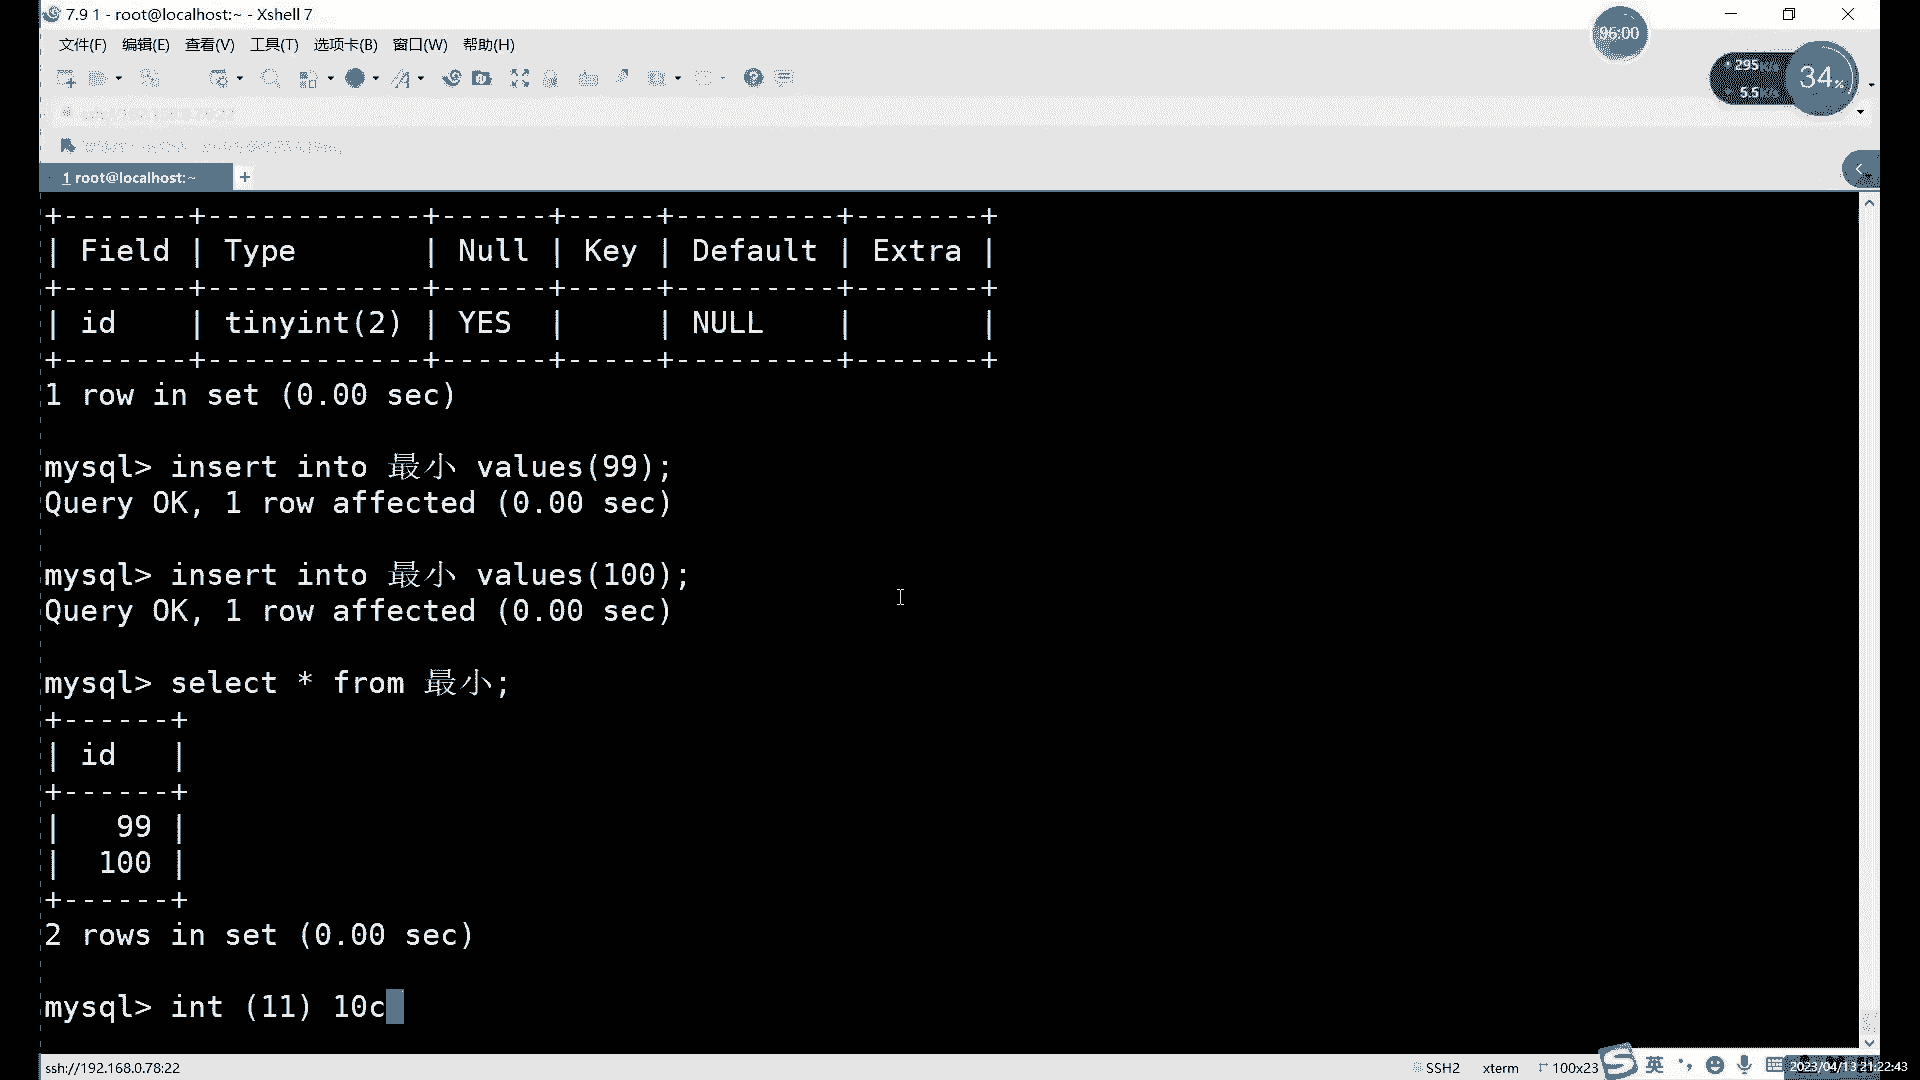 7.9 1 - root@localhost:~ - Xshell 7
96:00
文件(F) 编辑(E) 查看(V) 工具(T) 选项卡(B) 窗口(W) 帮助(H)
295
5.5
34%
1 root@localhost:~ +
+-------+------------+------+-----+---------+-------+
| Field | Type       | Null | Key | Default | Extra |
+-------+------------+------+-----+---------+-------+
| id    | tinyint(2) | YES  |     | NULL    |       |
+-------+------------+------+-----+---------+-------+
1 row in set (0.00 sec)
mysql> insert into 最小 values(99);
Query OK, 1 row affected (0.00 sec)
mysql> insert into 最小 values(100);
Query OK, 1 row affected (0.00 sec)
mysql> select * from 最小;
+------+
| id   |
+------+
|   99 |
|  100 |
+------+
2 rows in set (0.00 sec)
mysql> int (11) 10c
ssh://192.168.0.78:22
SSH2 xterm 100x23 英 2023/04/13 21:22:43